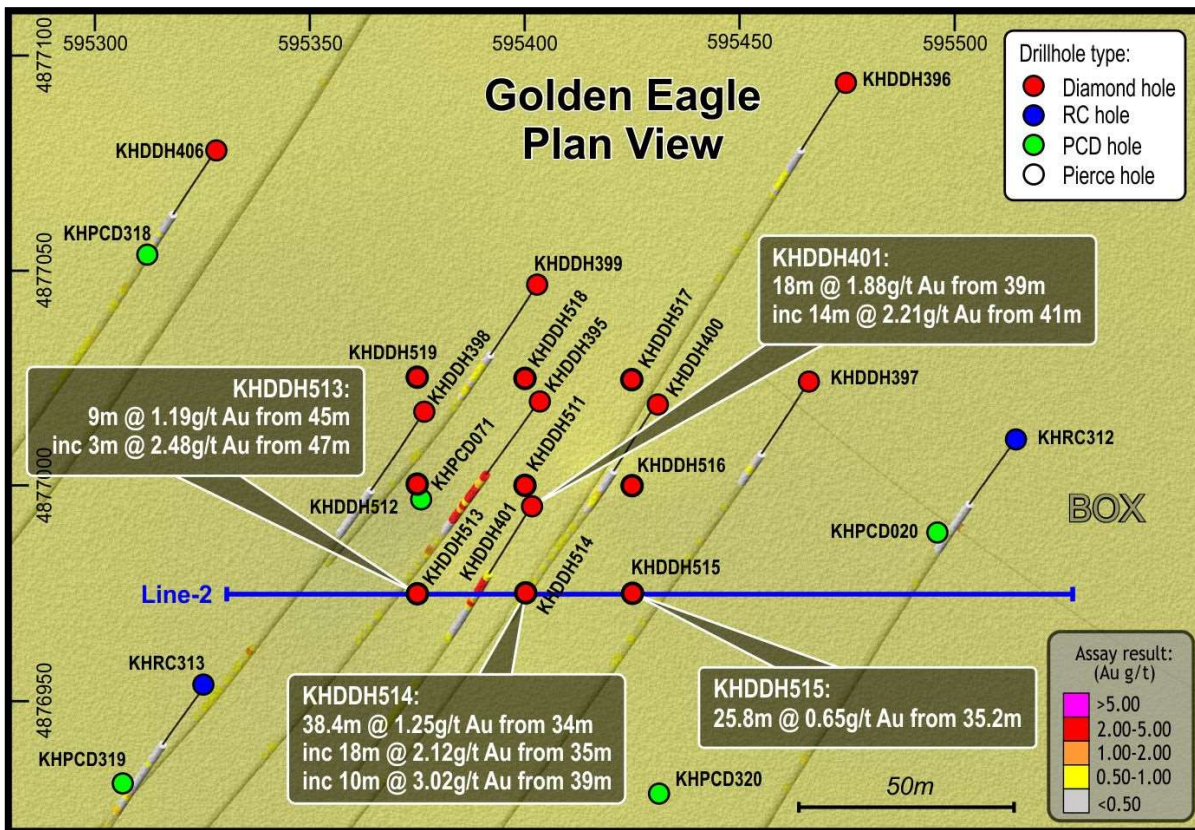 595300
595350
595400
595450
595500
4877100
4877050
4877000
4876950
Golden Eagle
Plan View
Drillhole type:
Diamond hole
RC hole
PCD hole
Pierce hole
KHDDH396
KHDDH406
KHPCD318
KHDDH399
KHDDH401:
18m @ 1.88g/t Au from 39m
inc 14m @ 2.21g/t Au from 41m
KHDDH519
KHDDH398
KHDDH518
KHDDH395
KHDDH517
KHDDH400
KHDDH397
KHDDH513:
9m @ 1.19g/t Au from 45m
inc 3m @ 2.48g/t Au from 47m
KHRC312
KHDDH512
KHPCD071
KHDDH511
KHDDH516
BOX
KHPCD020
KHDDH513
KHDDH401
KHDDH514
KHDDH515
Line-2
KHRC313
KHDDH514:
38.4m @ 1.25g/t Au from 34m
inc 18m @ 2.12g/t Au from 35m
inc 10m @ 3.02g/t Au from 39m
KHDDH515:
25.8m @ 0.65g/t Au from 35.2m
KHPCD319
KHPCD320
50m
Assay result:
(Au g/t)
>5.00
2.00-5.00
1.00-2.00
0.50-1.00
<0.50